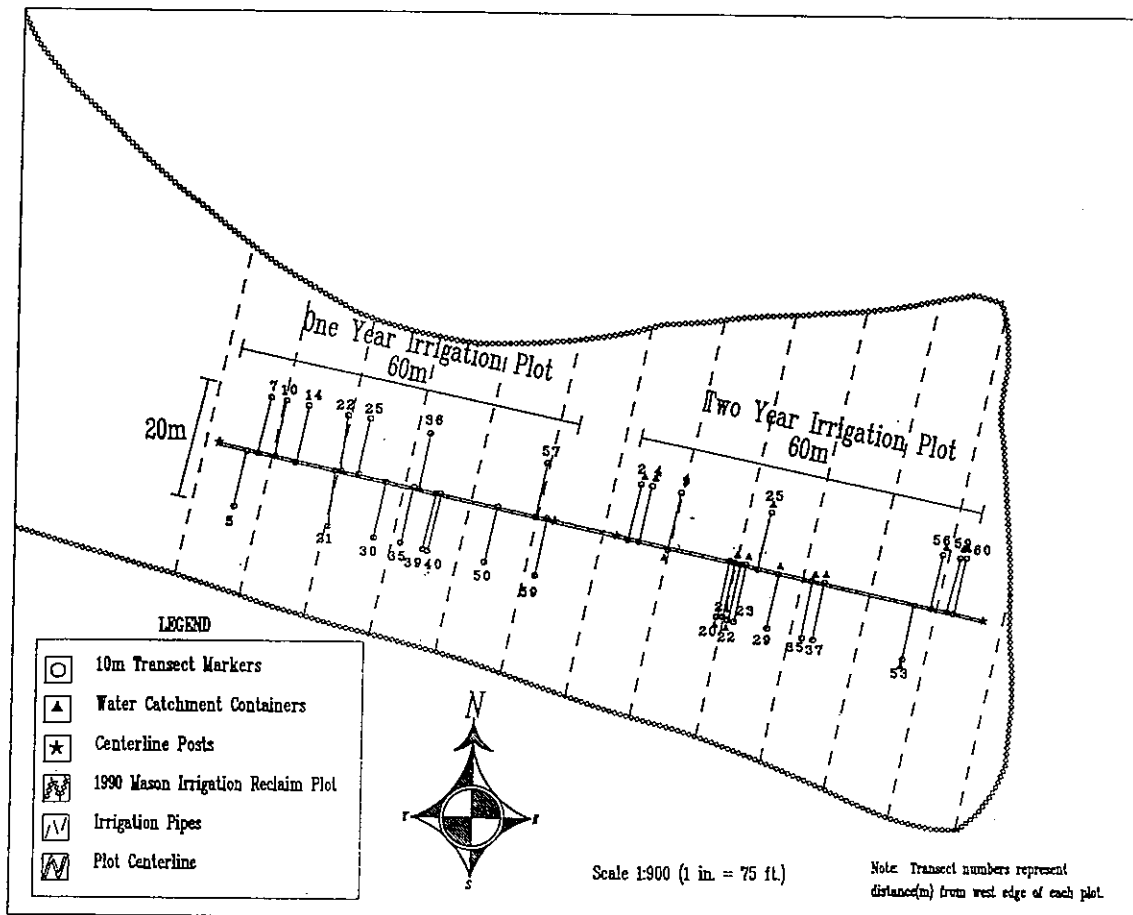 One Year Irrigation Plot
60m
Two Year Irrigation Plot
60m
20m
7
10
14
22
25
36
57
5
21
30
35
39
40
50
59
2
4
25
56
59
60
20
22
23
29
35
37
53
LEGEND
10m Transect Markers
Water Catchment Containers
Centerline Posts
1990 Mason Irrigation Reclaim Plot
Irrigation Pipes
Plot Centerline
N
S
Scale 1:900 (1 in. = 75 ft.)
Note: Transect numbers represent
distance(m) from west edge of each plot.